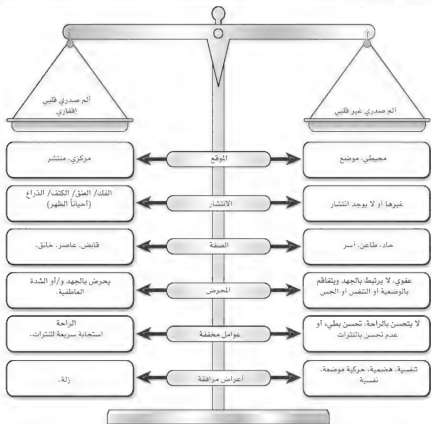 ألم صدري قلبي
إقفاري
ألم صدري غير قلبي
محيطي، موضع
الموقع
مركزي، منتشر
غيرها أو لا يوجد انتشار
الانتشار
الفك/ العنق/ الكتف/ الذراع
(أحياناً الظهر)
حاد، طاعن، آسر
الصفة
قابض، عاصر، خانق.
عفوي، لا يرتبط بالجهد ويتفاقم
بالوضعية أو التنفس أو الجس
المحرض
يحرض بالجهد و/أو الشدة
العاطفية.
لا يتحسن بالراحة، تحسن بطيء أو
عدم تحسن بالنترات
عوامل مخففة
الراحة
استجابة سريعة للنترات.
تنفسية، هضمية، حركية موضعة،
نفسية
أعراض مرافقة
زلة.